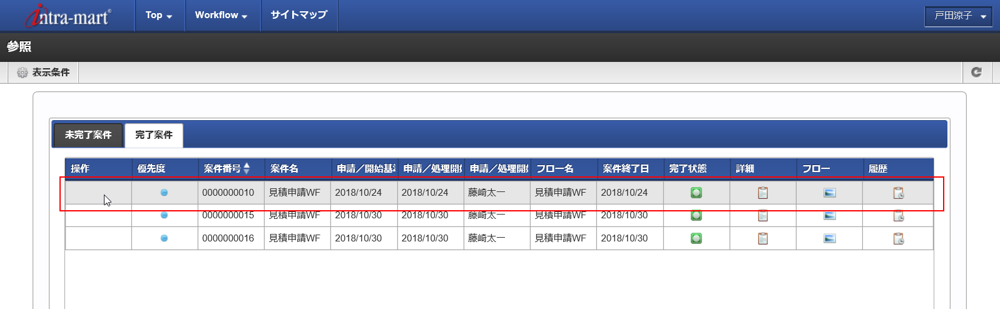 intra-mart®
Top
Workflow
サイトマップ
戸田涼子
参照
表示条件
未完了案件
完了案件
操作 優先度 案件番号 案件名 申請／開始基 申請／処理開 申請／処理開 フロー名 案件終了日 完了状態 詳細 フロー 履歴
0000000010 見積申請WF 2018/10/24 2018/10/24 藤崎太一 見積申請WF 2018/10/24
0000000015 見積申請WF 2018/10/30 2018/10/30 藤崎太一 見積申請WF 2018/10/30
0000000016 見積申請WF 2018/10/30 2018/10/30 藤崎太一 見積申請WF 2018/10/30